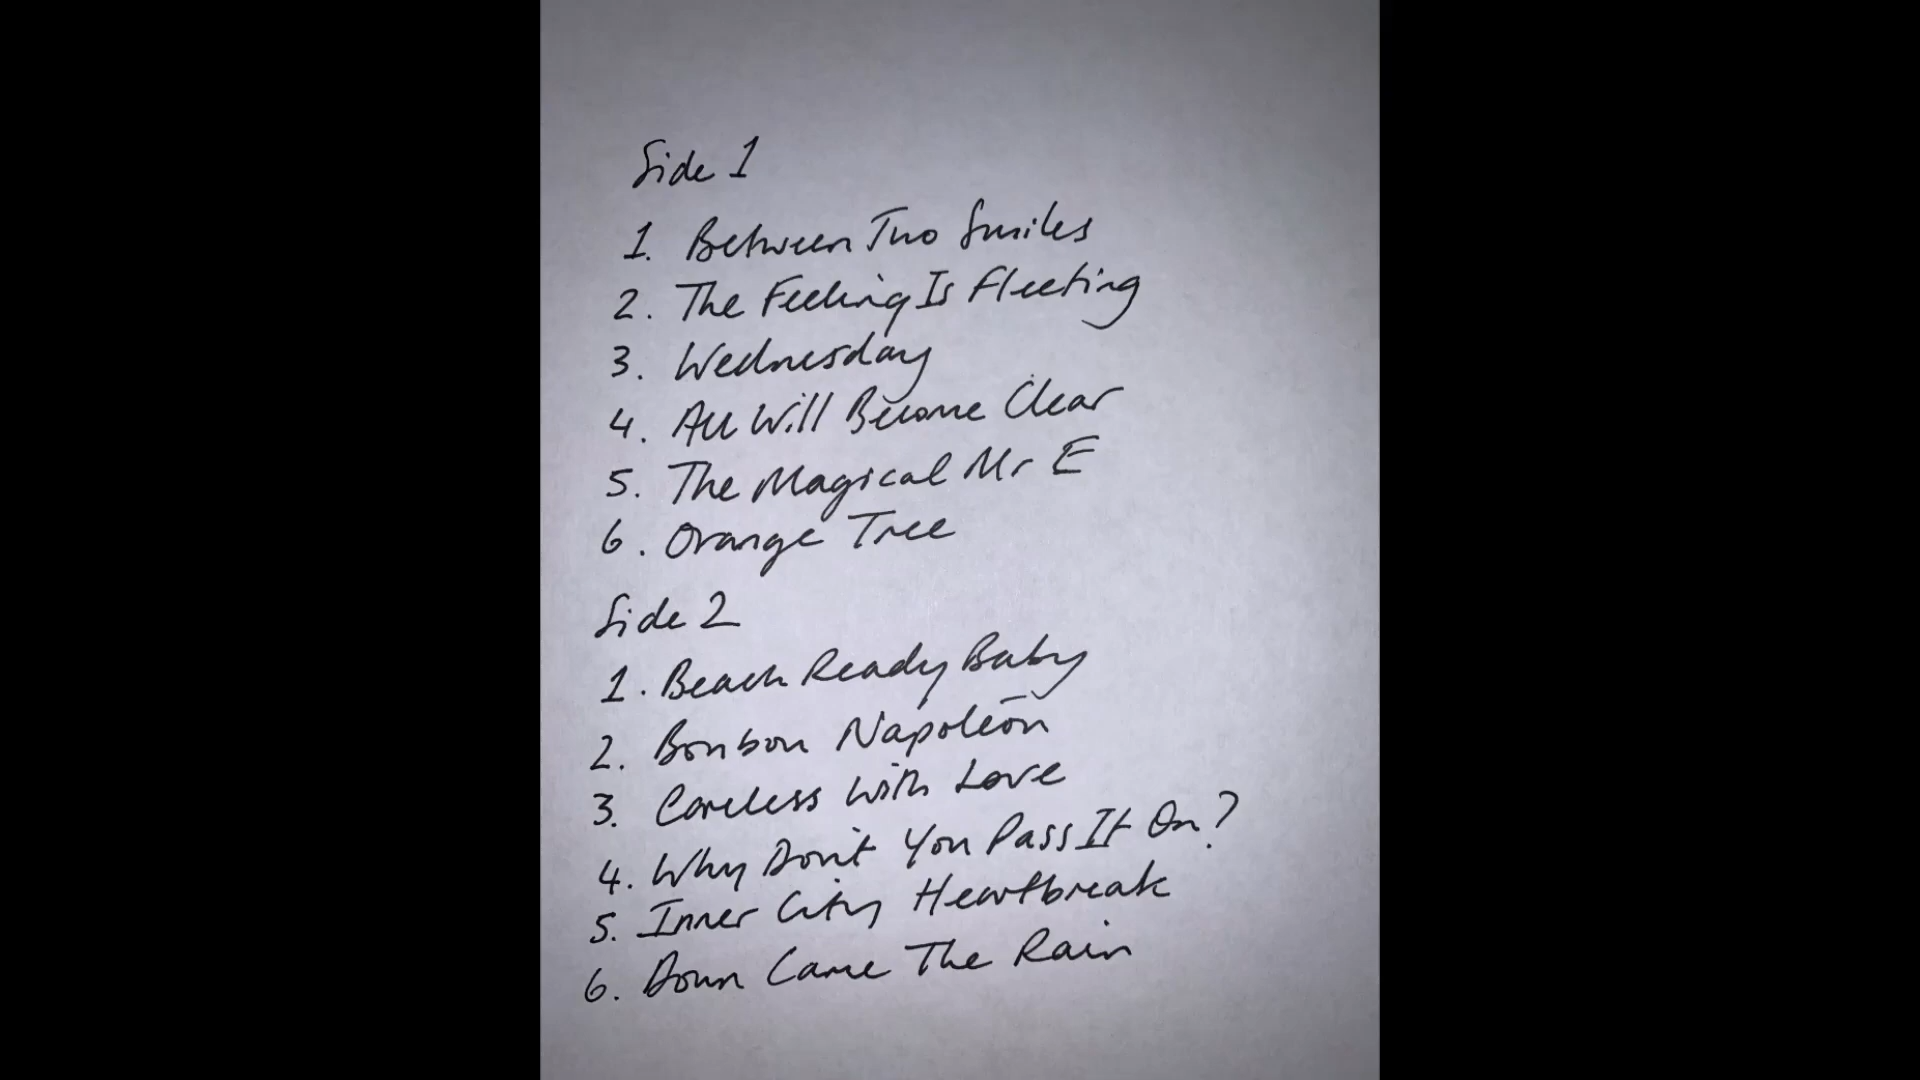 Side 1
1. Between Two Smiles
2. The Feeling Is Fleeting
3. Wednesday
4. All Will Become Clear
5. The Magical Mr E
6. Orange Tree
Side 2
1. Beach Ready Baby
2. Bonbon Napoléon
3. Careless With Love
4. Why Don't You Pass It On?
5. Inner City Heartbreak
6. Down Came The Rain